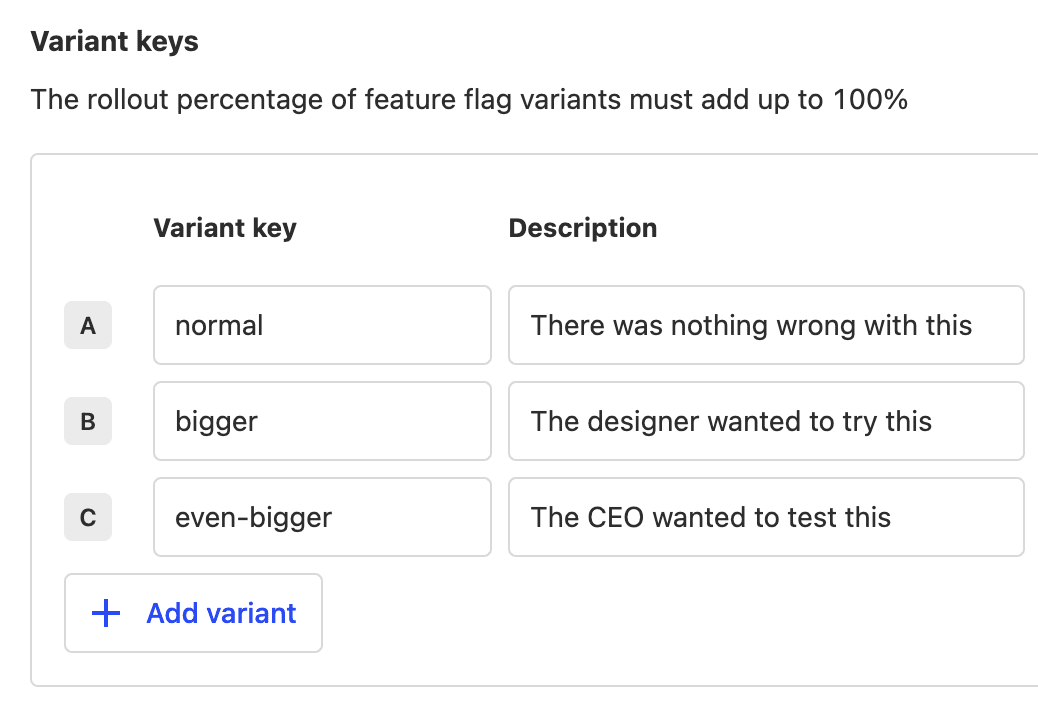 Variant keys
The rollout percentage of feature flag variants must add up to 100%
Variant key Description
A normal There was nothing wrong with this
B bigger The designer wanted to try this
C even-bigger The CEO wanted to test this
+ Add variant